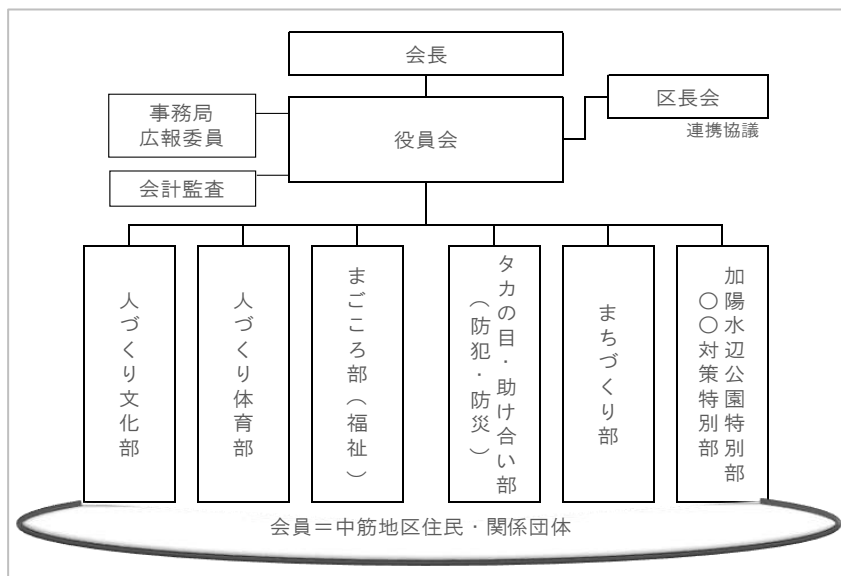 会長
事務局
広報委員
役員会
区長会
連携協議
会計監査
人づくり文化部
人づくり体育部
まごころ部（福祉）
タカの目・助け合い部
（防犯・防災）
まちづくり部
加陽水辺公園特別部
〇〇対策特別部
会員＝中筋地区住民・関係団体